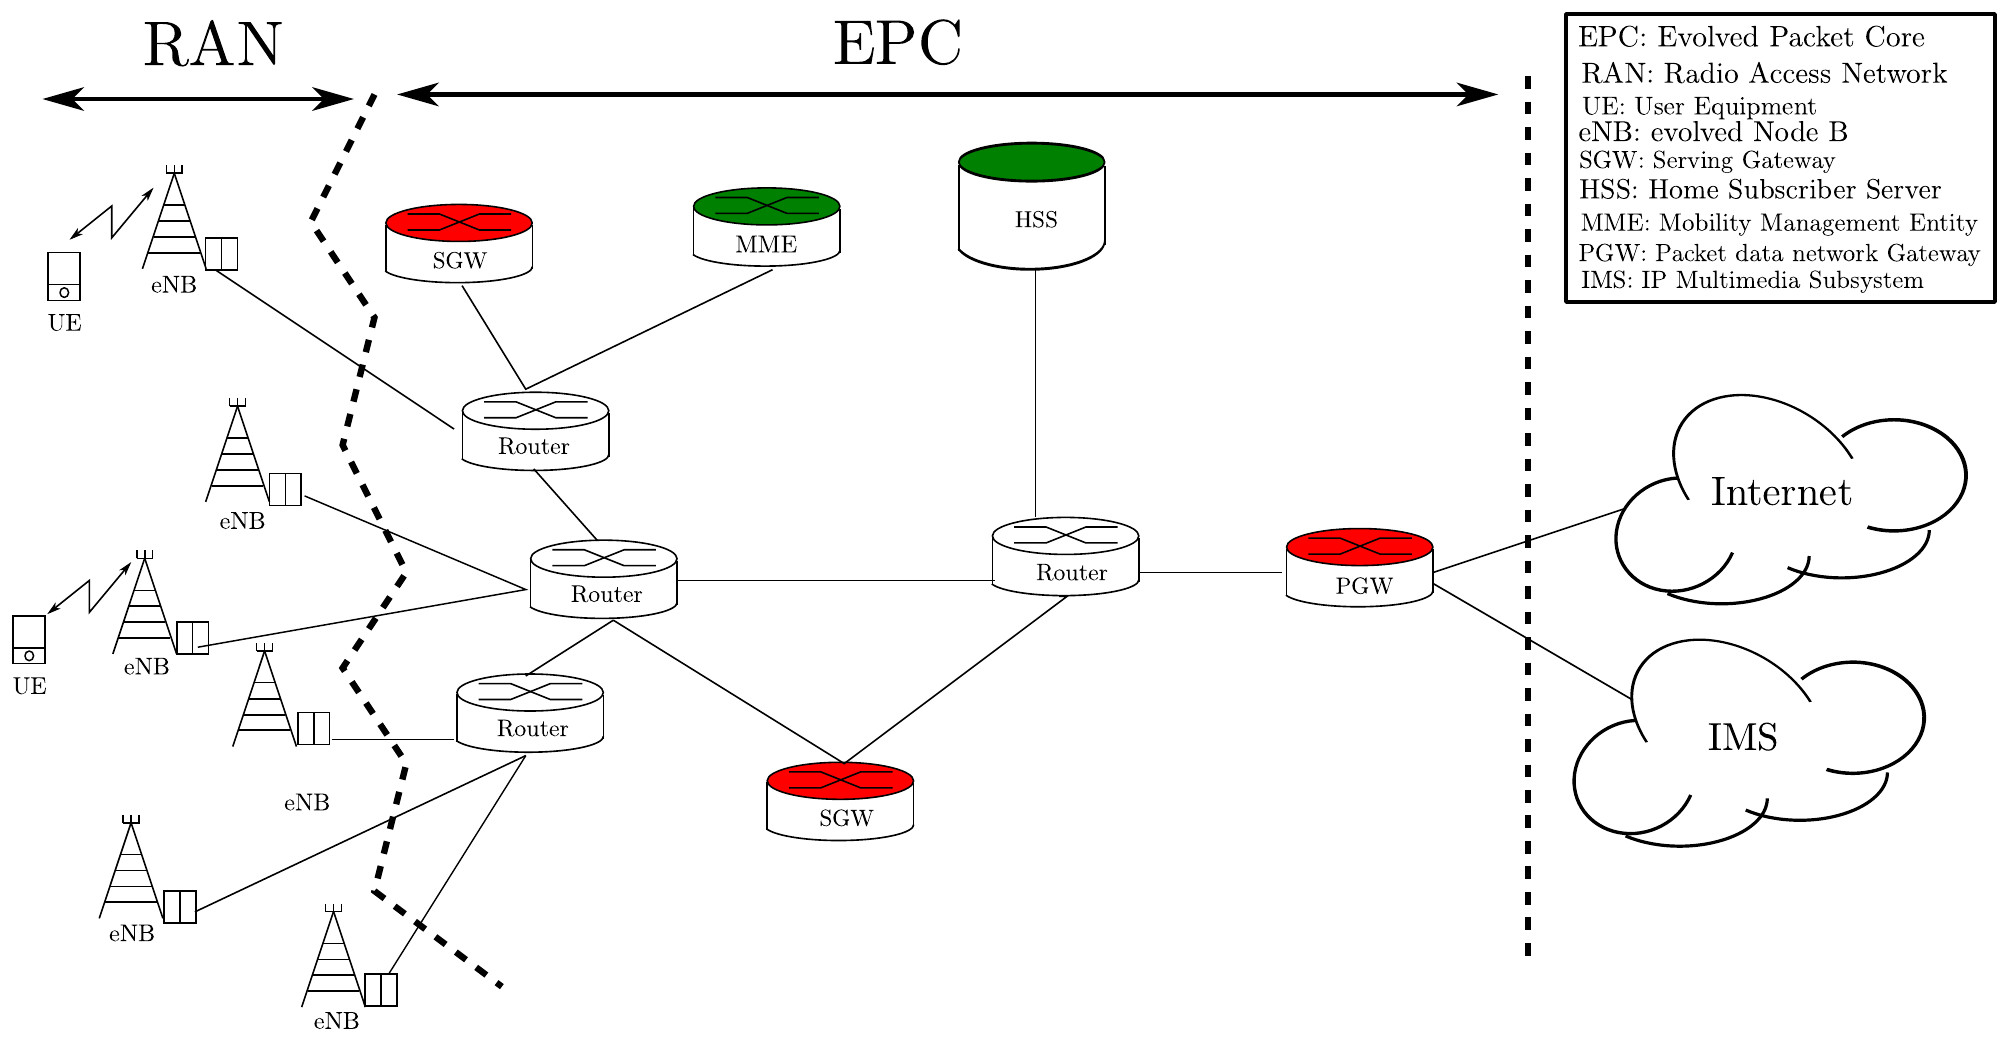 RAN
EPC
EPC: Evolved Packet Core
RAN: Radio Access Network
UE: User Equipment
eNB: evolved Node B
SGW: Serving Gateway
HSS: Home Subscriber Server
MME: Mobility Management Entity
PGW: Packet data network Gateway
IMS: IP Multimedia Subsystem
eNB
UE
SGW
MME
HSS
Router
eNB
Internet
Router
Router
PGW
eNB
UE
Router
IMS
eNB
SGW
eNB
eNB